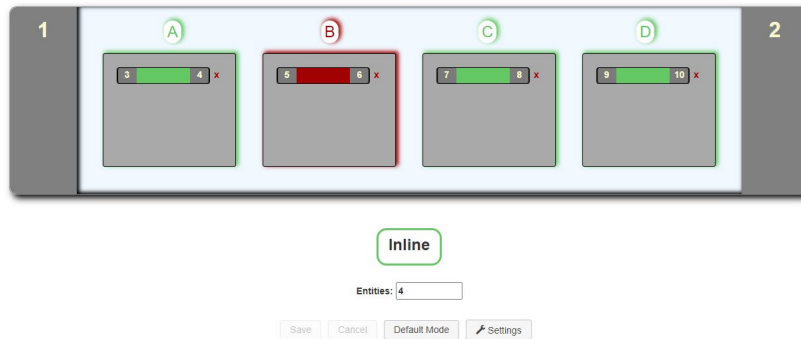 1 A B C D 2
3 4 x 5 6 x 7 8 x 9 10 x
Inline
Entities: 4
Save Cancel Default Mode Settings